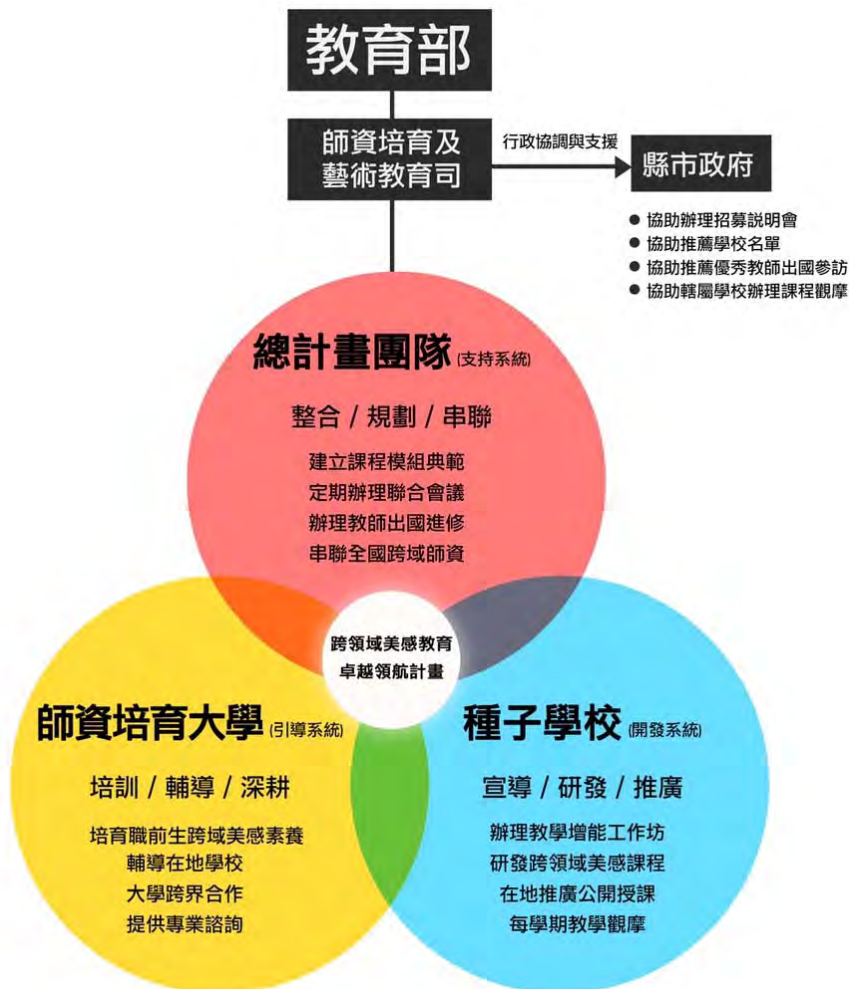 教育部
師資培育及
藝術教育司
行政協調與支援
縣市政府
● 協助辦理招募説明會
● 協助推薦學校名單
● 協助推薦優秀教師出國參訪
● 協助轄屬學校辦理課程觀摩
總計畫團隊 (支持系統)
整合 / 規劃 / 串聯
建立課程模組典範
定期辦理聯合會議
辦理教師出國進修
串聯全國跨域師資
跨領域美感教育
卓越領航計畫
師資培育大學 (引導系統)
培訓 / 輔導 / 深耕
培育職前生跨域美感素養
輔導在地學校
大學跨界合作
提供專業諮詢
種子學校 (開發系統)
宣導 / 研發 / 推廣
辦理教學增能工作坊
研發跨領域美感課程
在地推廣公開授課
每學期教學觀摩